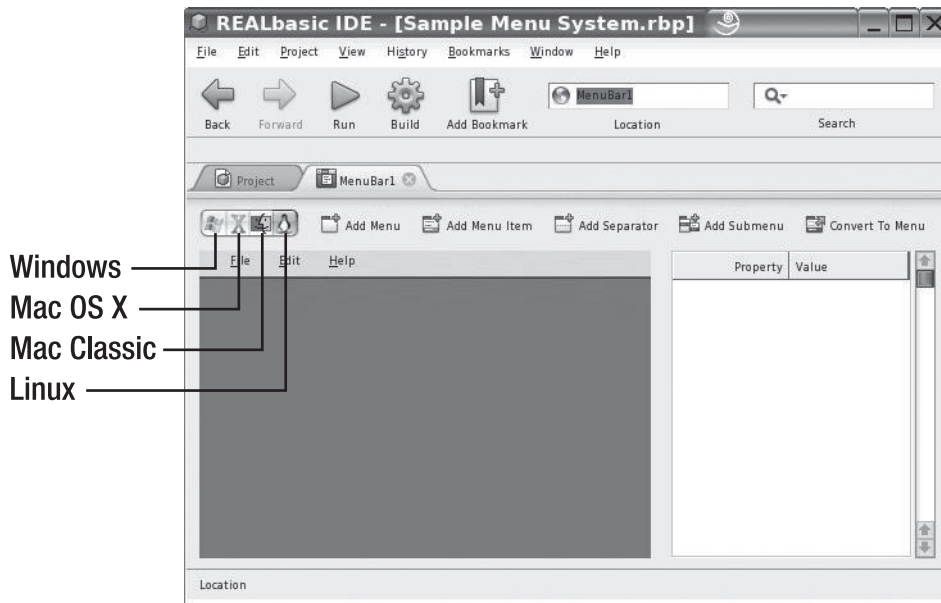 REALbasic IDE - [Sample Menu System.rbp]
File Edit Project View History Bookmarks Window Help
MenuBar1
Back Forward Run Build Add Bookmark Location Search
Project MenuBar1
Add Menu Add Menu Item Add Separator Add Submenu Convert To Menu
File Edit Help
Property Value
Windows
Mac OS X
Mac Classic
Linux
Location